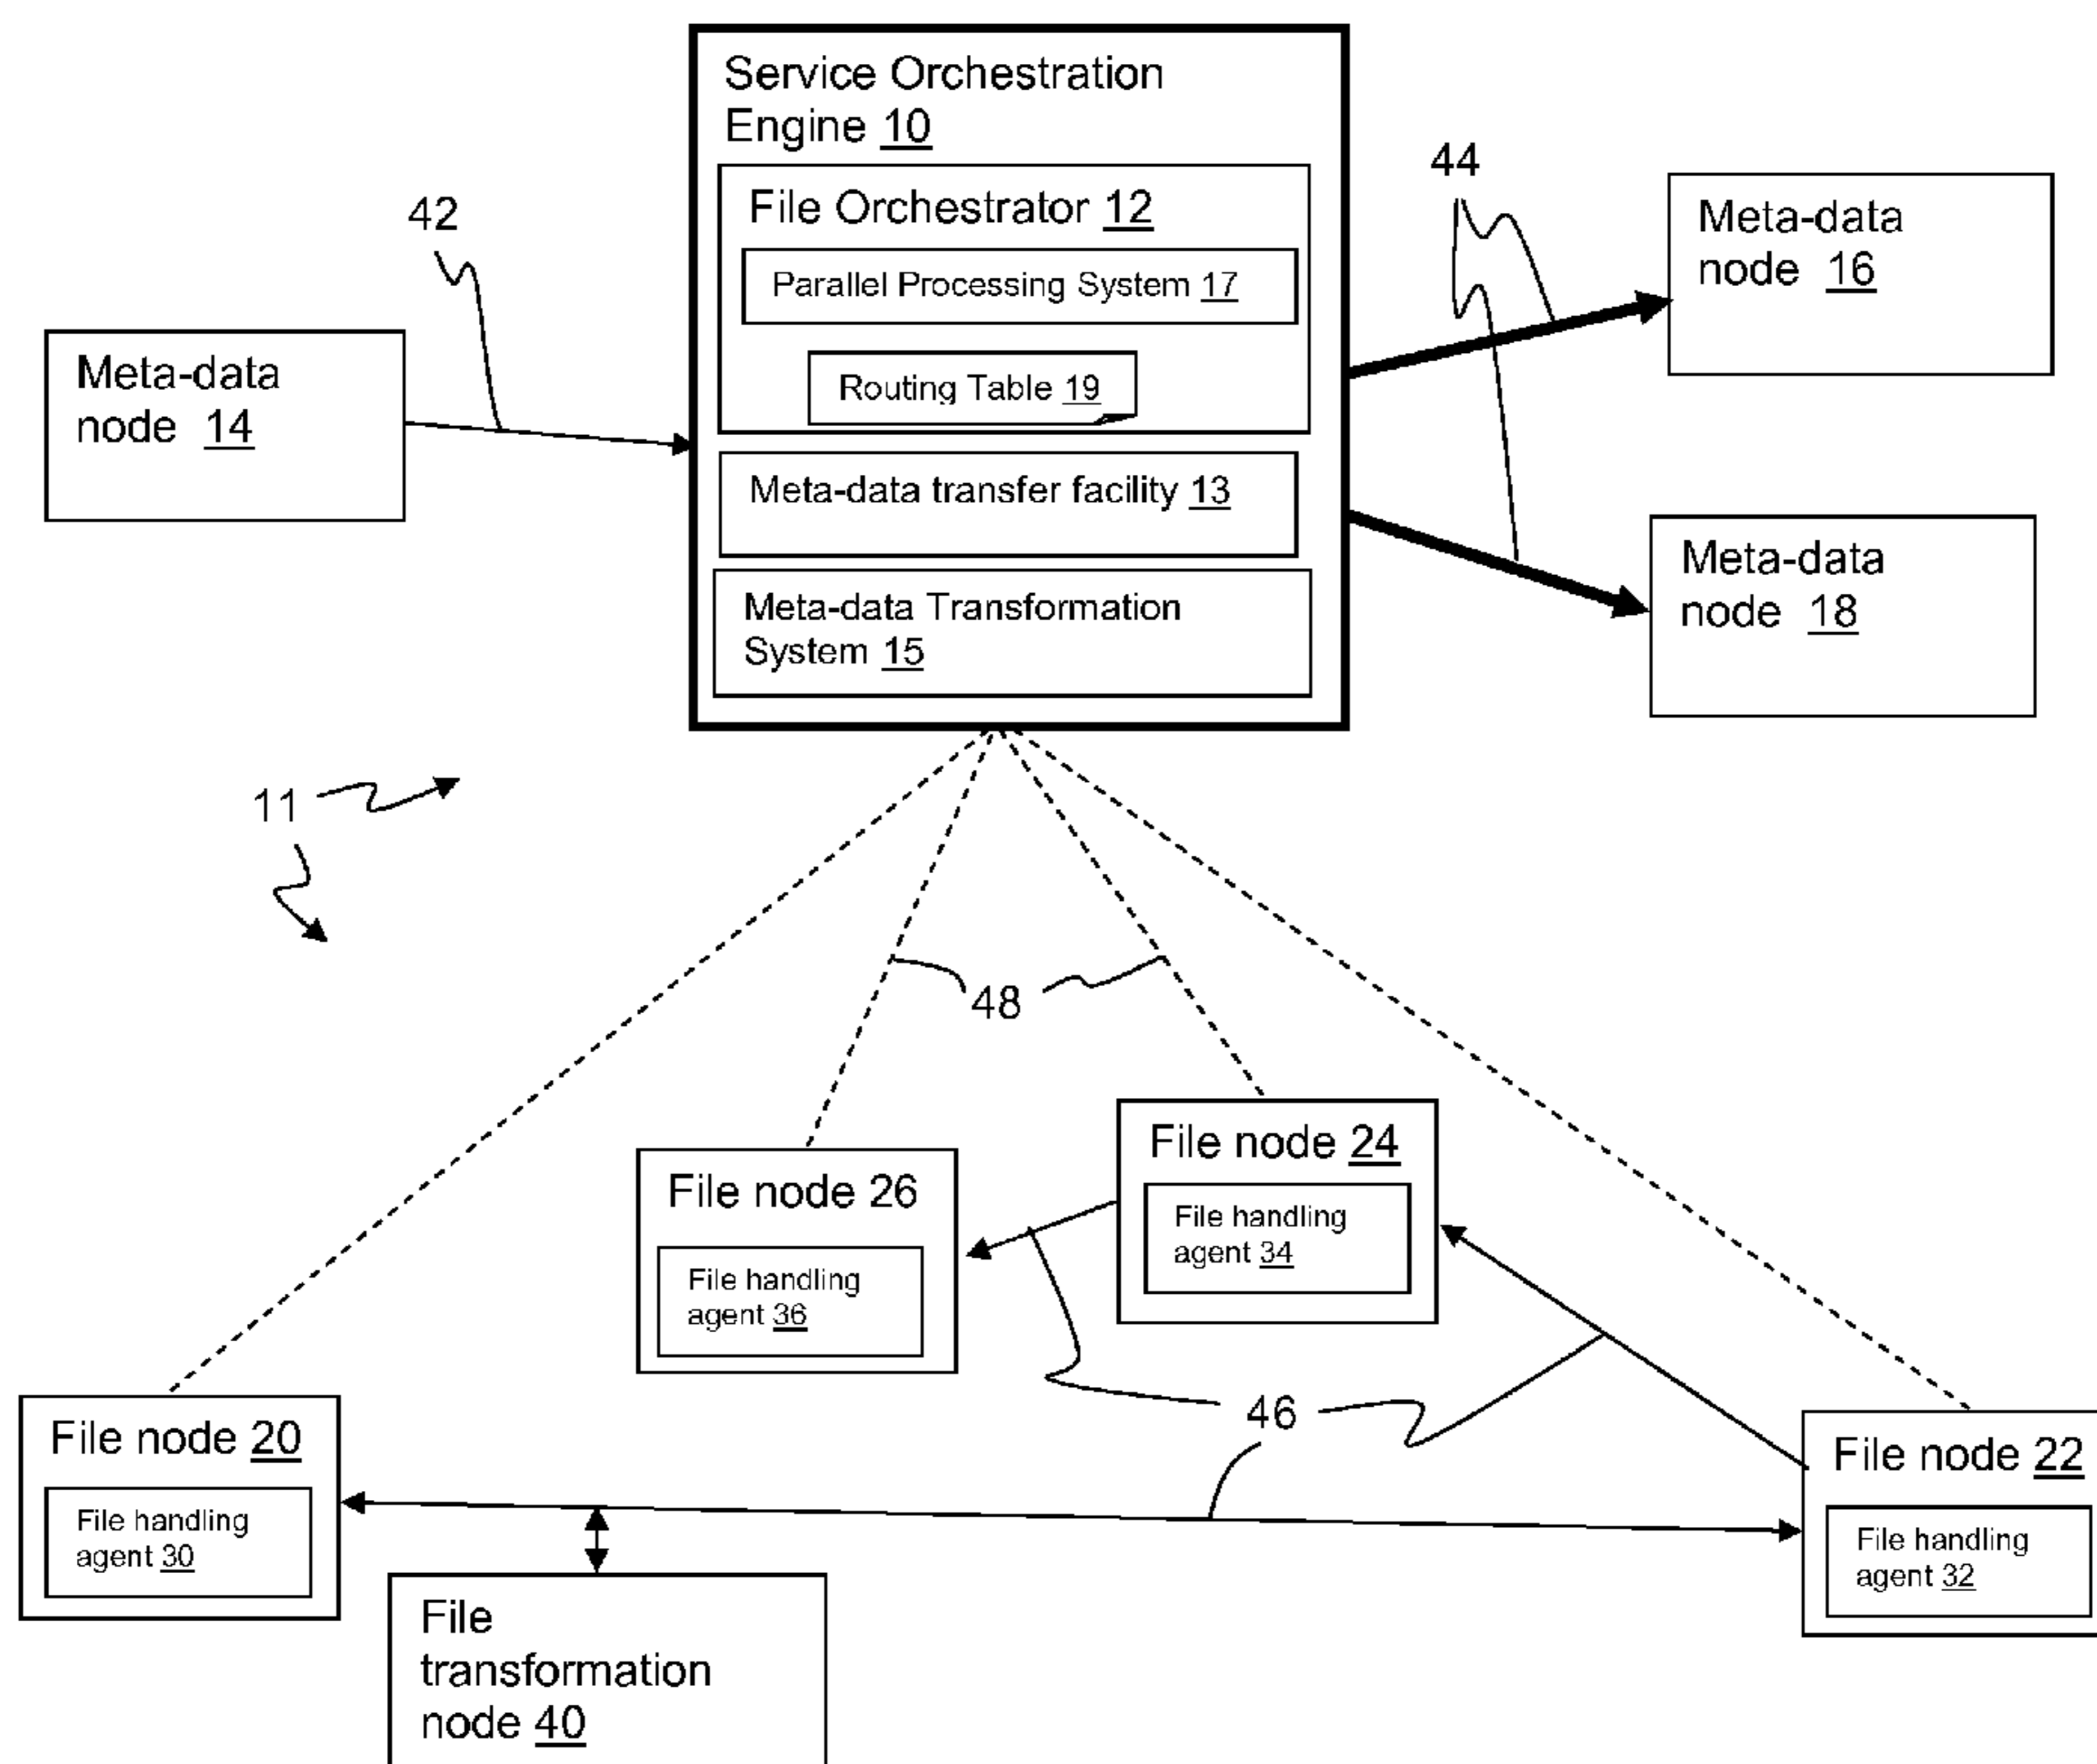 Service Orchestration
Engine 10
File Orchestrator 12
Parallel Processing System 17
Routing Table 19
Meta-data transfer facility 13
Meta-data Transformation
System 15
42
44
Meta-data
node 14
Meta-data
node 16
Meta-data
node 18
11
48
File node 24
File handling
agent 34
File node 26
File handling
agent 36
46
File node 20
File handling
agent 30
File node 22
File handling
agent 32
File
transformation
node 40